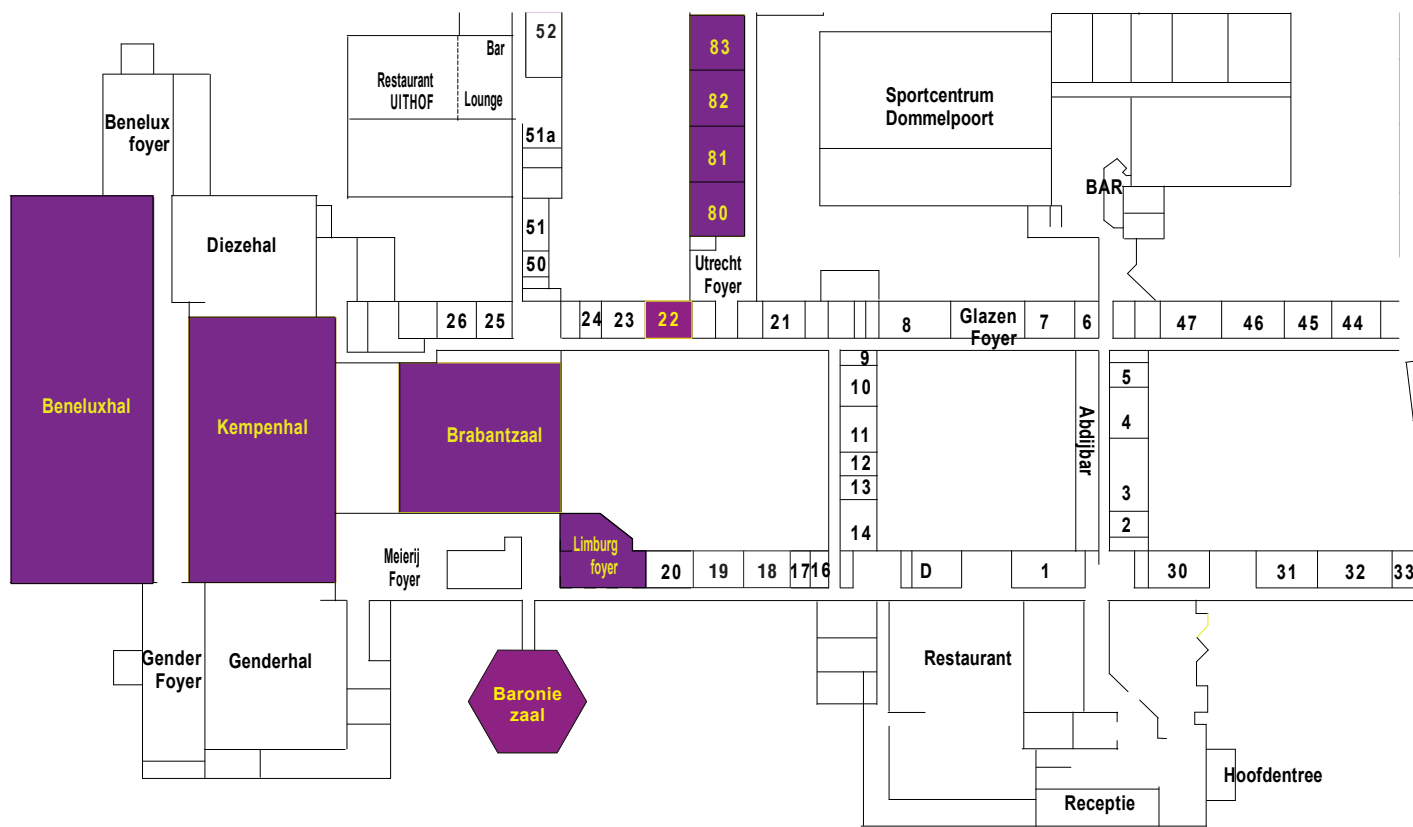 52
Bar
83
Restaurant
UITHOF
Lounge
82
Sportcentrum
Dommelpoort
Benelux
foyer
51a
81
BAR
80
51
Diezehal
50
Utrecht
Foyer
26
25
24
23
22
21
8
Glazen
Foyer
7
6
47
46
45
44
9
10
5
Beneluxhal
Kempenhal
Brabantzaal
11
Abdijbar
4
12
13
3
14
2
Meierij
Foyer
Limburg
foyer
20
19
18
17
16
D
1
30
31
32
33
Gender
Foyer
Genderhal
Restaurant
Baronie
zaal
Hoofdentree
Receptie